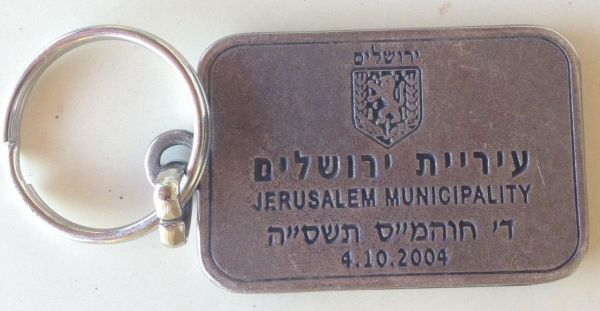 ירושלים
עיריית ירושלים
JERUSALEM MUNICIPALITY
ד'י חוהמ״ס תשס״ה
4.10.2004